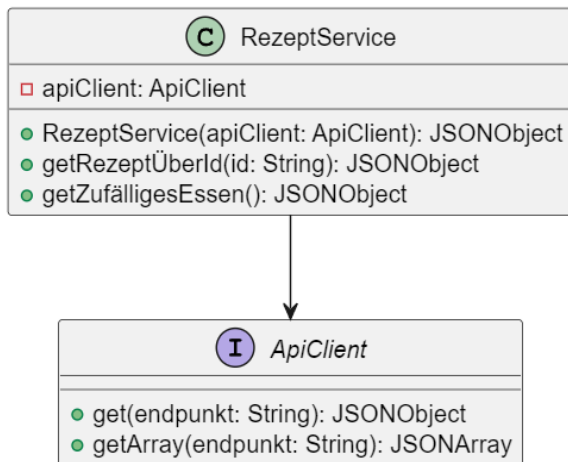 C RezeptService
apiClient: ApiClient
RezeptService(apiClient: ApiClient): JSONObject
getRezeptÜberId(id: String): JSONObject
getZufälligesEssen(): JSONObject
I ApiClient
get(endpunkt: String): JSONObject
getArray(endpunkt: String): JSONArray